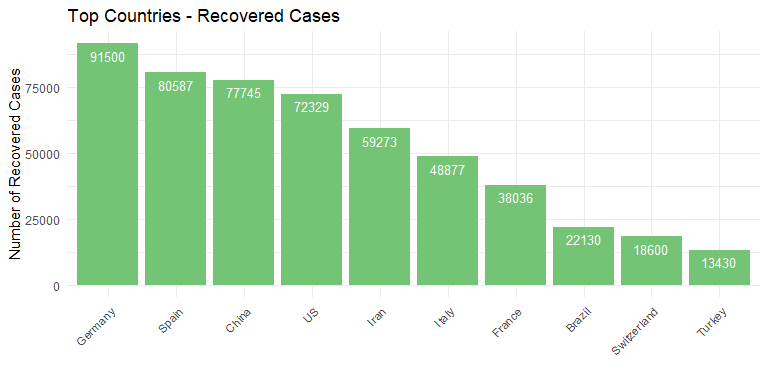 Top Countries - Recovered Cases
Number of Recovered Cases
75000
50000
25000
0
91500
80587
77745
72329
59273
48877
38036
22130
18600
13430
Germany
Spain
China
US
Iran
Italy
France
Brazil
Switzerland
Turkey